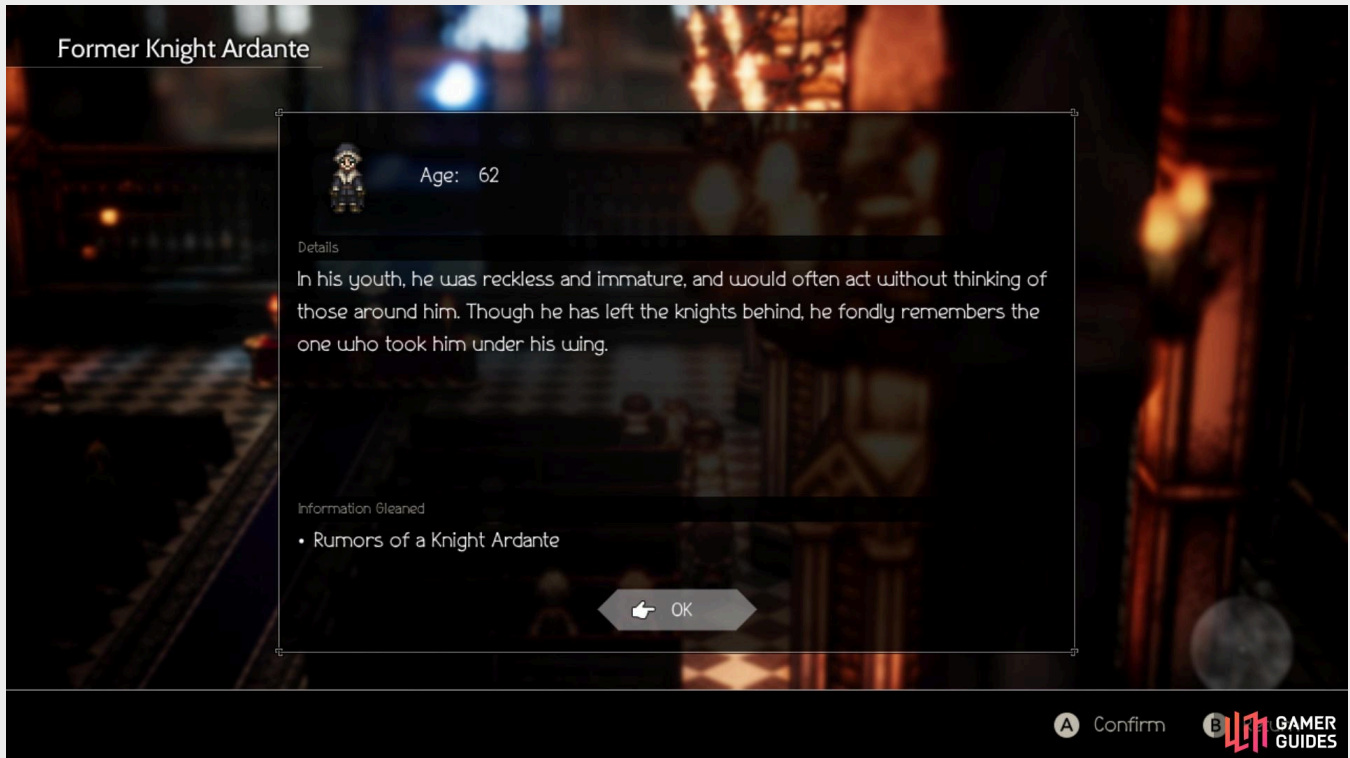 Former Knight Ardante
Age: 62
Details
In his youth, he was reckless and immature, and would often act without thinking of
those around him. Though he has left the knights behind, he fondly remembers the
one who took him under his wing.
Information Gleaned
• Rumors of a Knight Ardante
OK
A Confirm B
GAMER
GUIDES